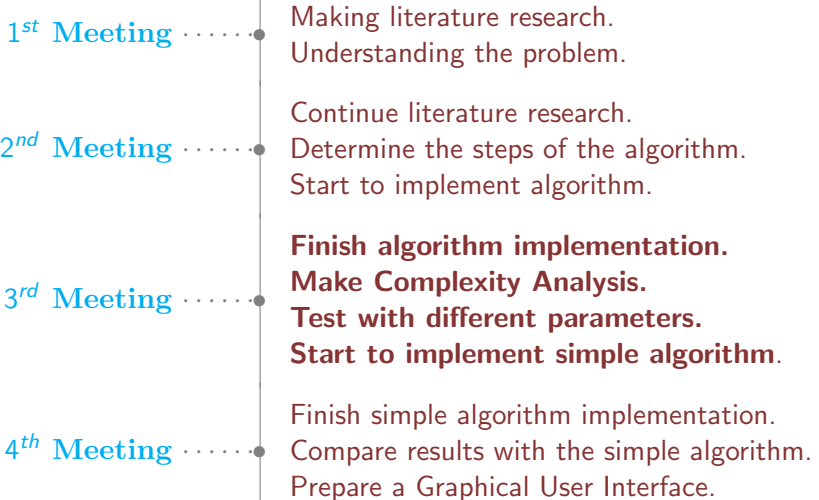 Making literature research.
1st Meeting
Understanding the problem.
Continue literature research.
2nd Meeting
Determine the steps of the algorithm.
Start to implement algorithm.
Finish algorithm implementation.
Make Complexity Analysis.
3rd Meeting
Test with different parameters.
Start to implement simple algorithm.
Finish simple algorithm implementation.
4th Meeting
Compare results with the simple algorithm.
Prepare a Graphical User Interface.